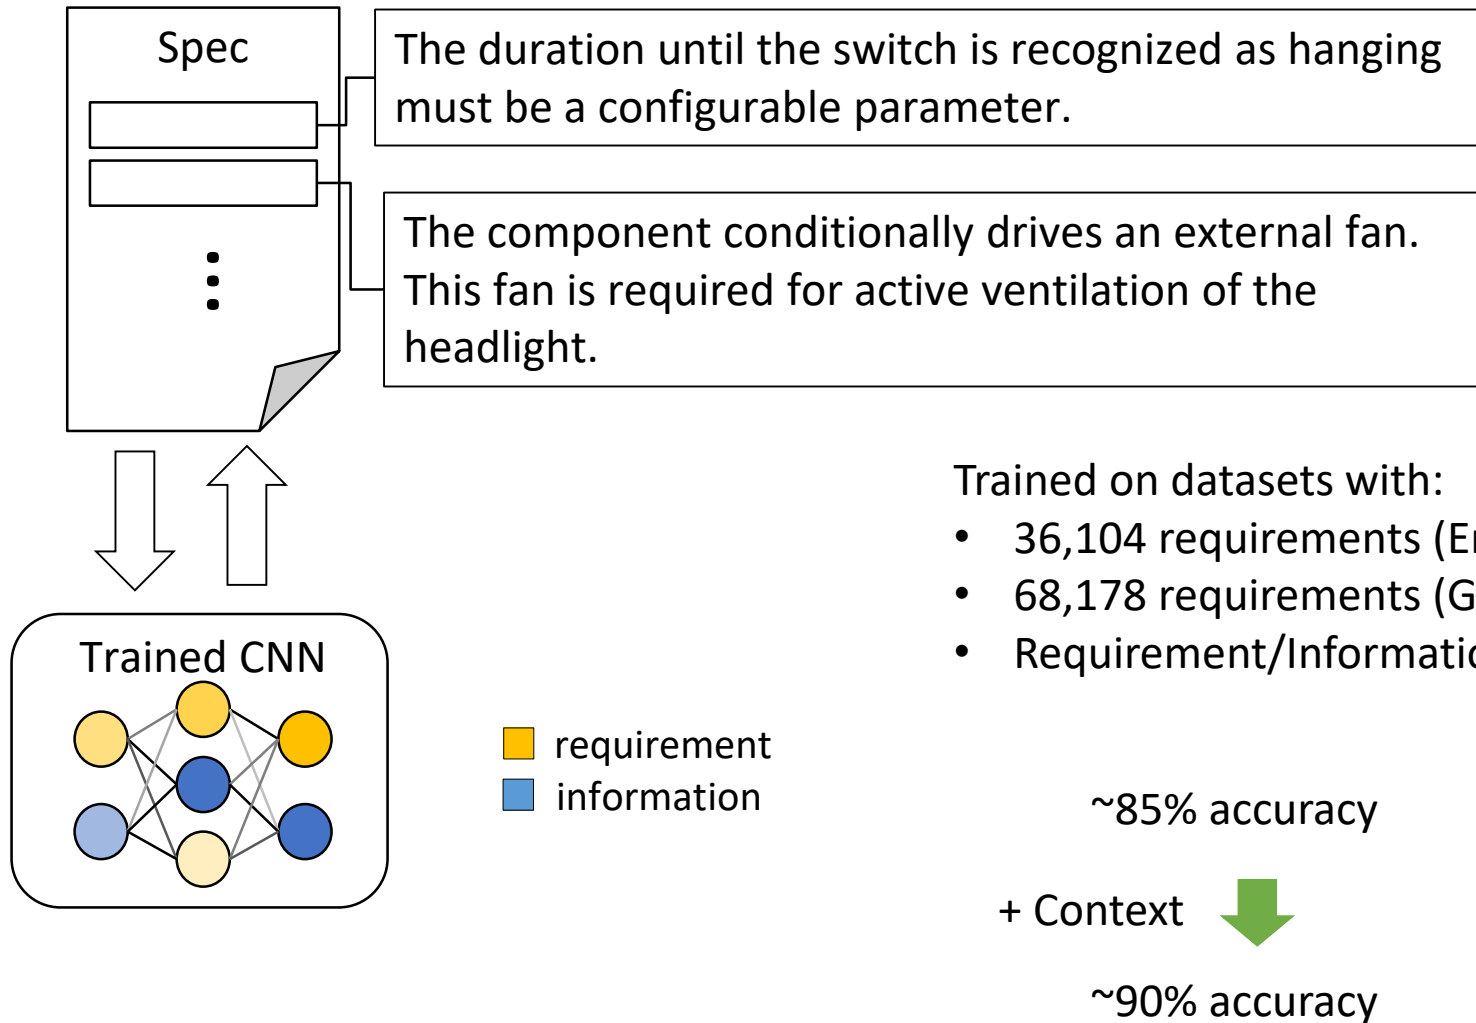 Spec
The duration until the switch is recognized as hanging
must be a configurable parameter.
The component conditionally drives an external fan.
This fan is required for active ventilation of the
headlight.
Trained on datasets with:
• 36,104 requirements
• 68,178 requirements
•
Trained CNN
requirement
information
~85% accuracy
+ Context
~90% accuracy